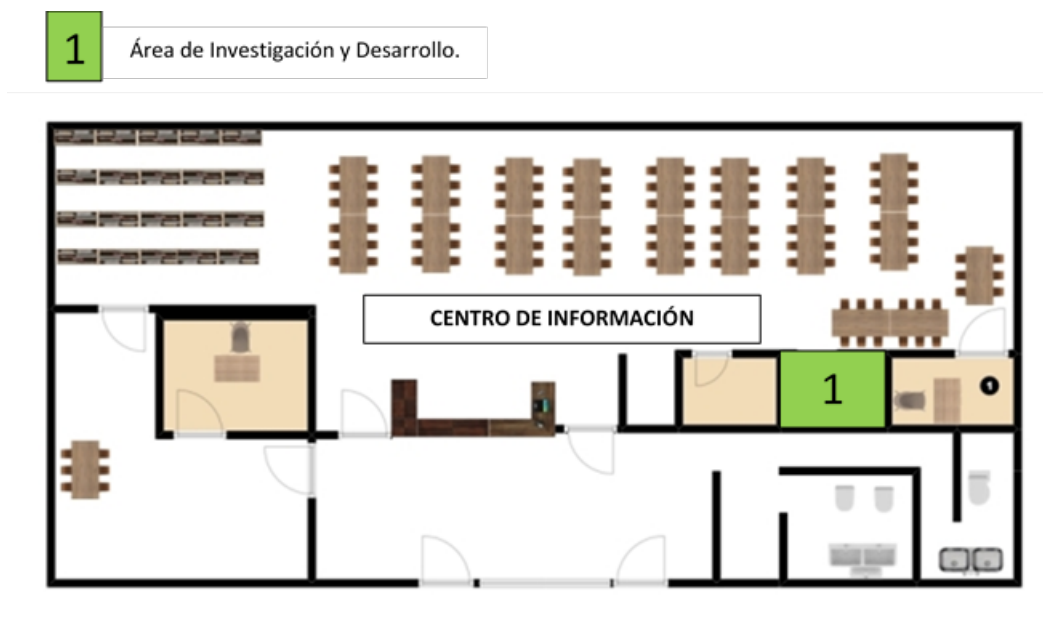 1
Área de Investigación y Desarrollo.
CENTRO DE INFORMACIÓN
1
1